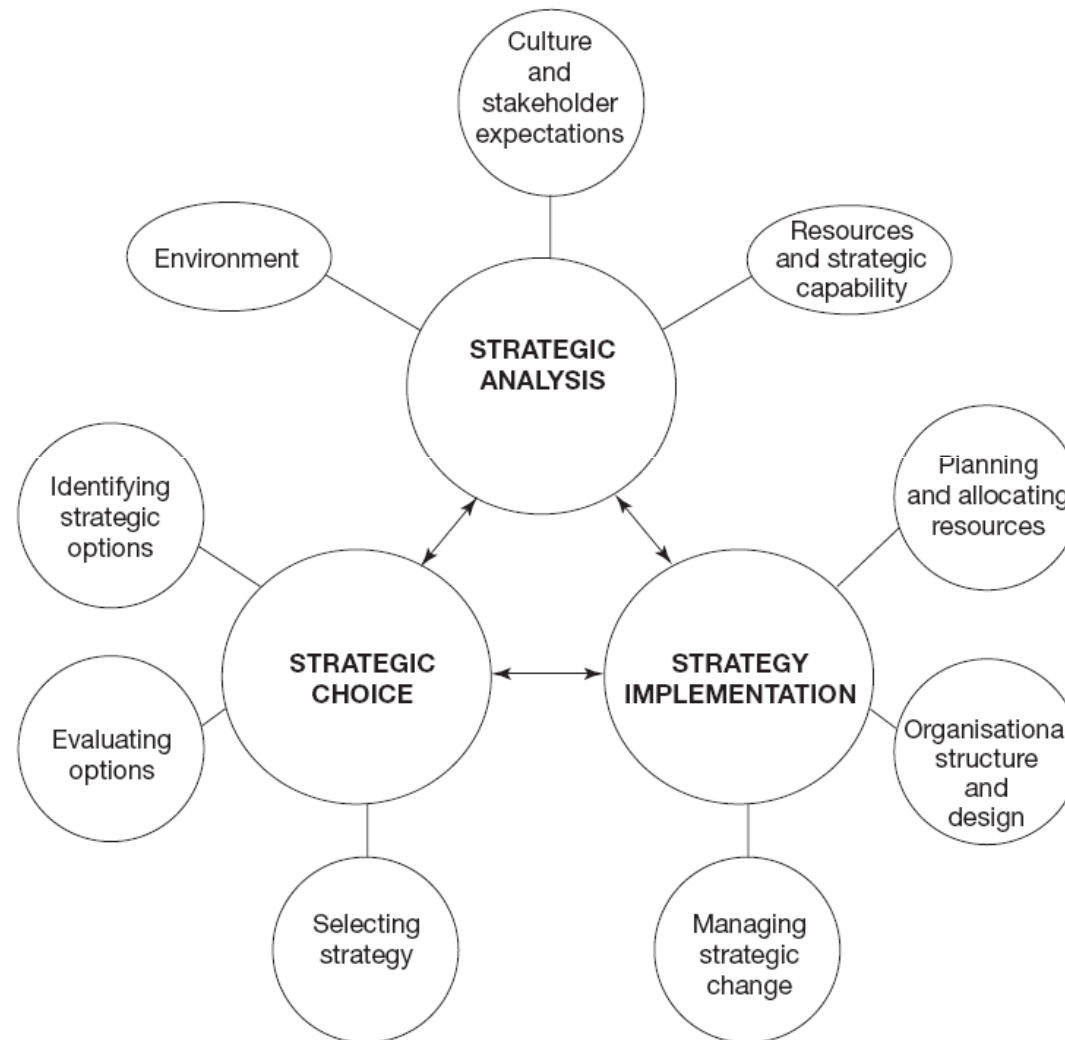 Culture
and
stakeholder
expectations
Environment
Resources
and strategic
capability
STRATEGIC
ANALYSIS
Identifying
strategic
options
Planning
and allocating
resources
STRATEGIC
CHOICE
STRATEGY
IMPLEMENTATION
Evaluating
options
Organisational
structure
and
design
Selecting
strategy
Managing
strategic
change